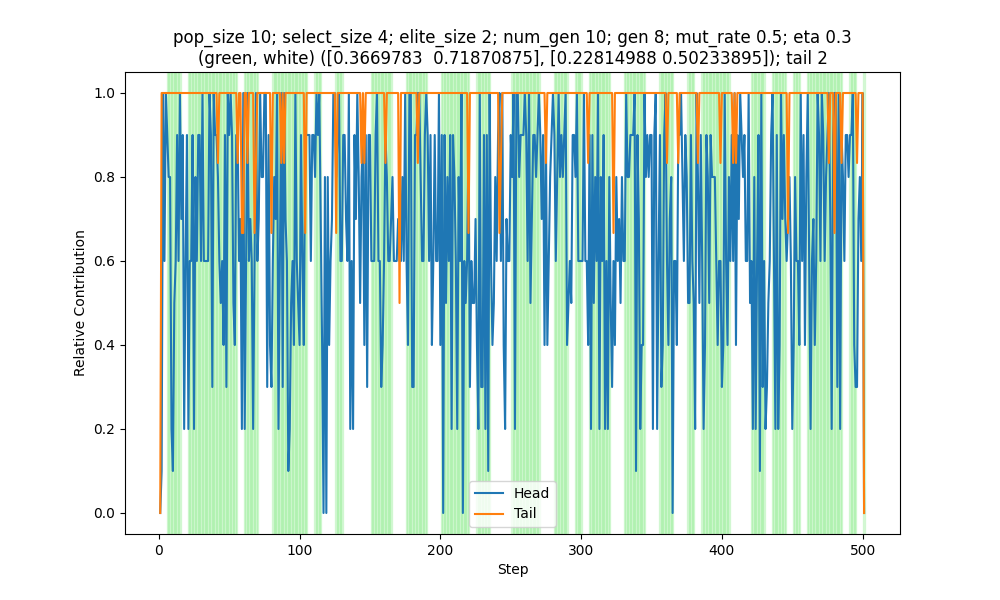 pop_size 10; select_size 4; elite_size 2; num_gen 10; gen 8; mut_rate 0.5; eta 0.3
(green, white) ([0.3669783  0.71870875], [0.22814988 0.50233895]); tail 2
Relative Contribution
1.0
0.8
0.6
0.4
0.2
0.0
Head
Tail
0
100
200
300
400
500
Step